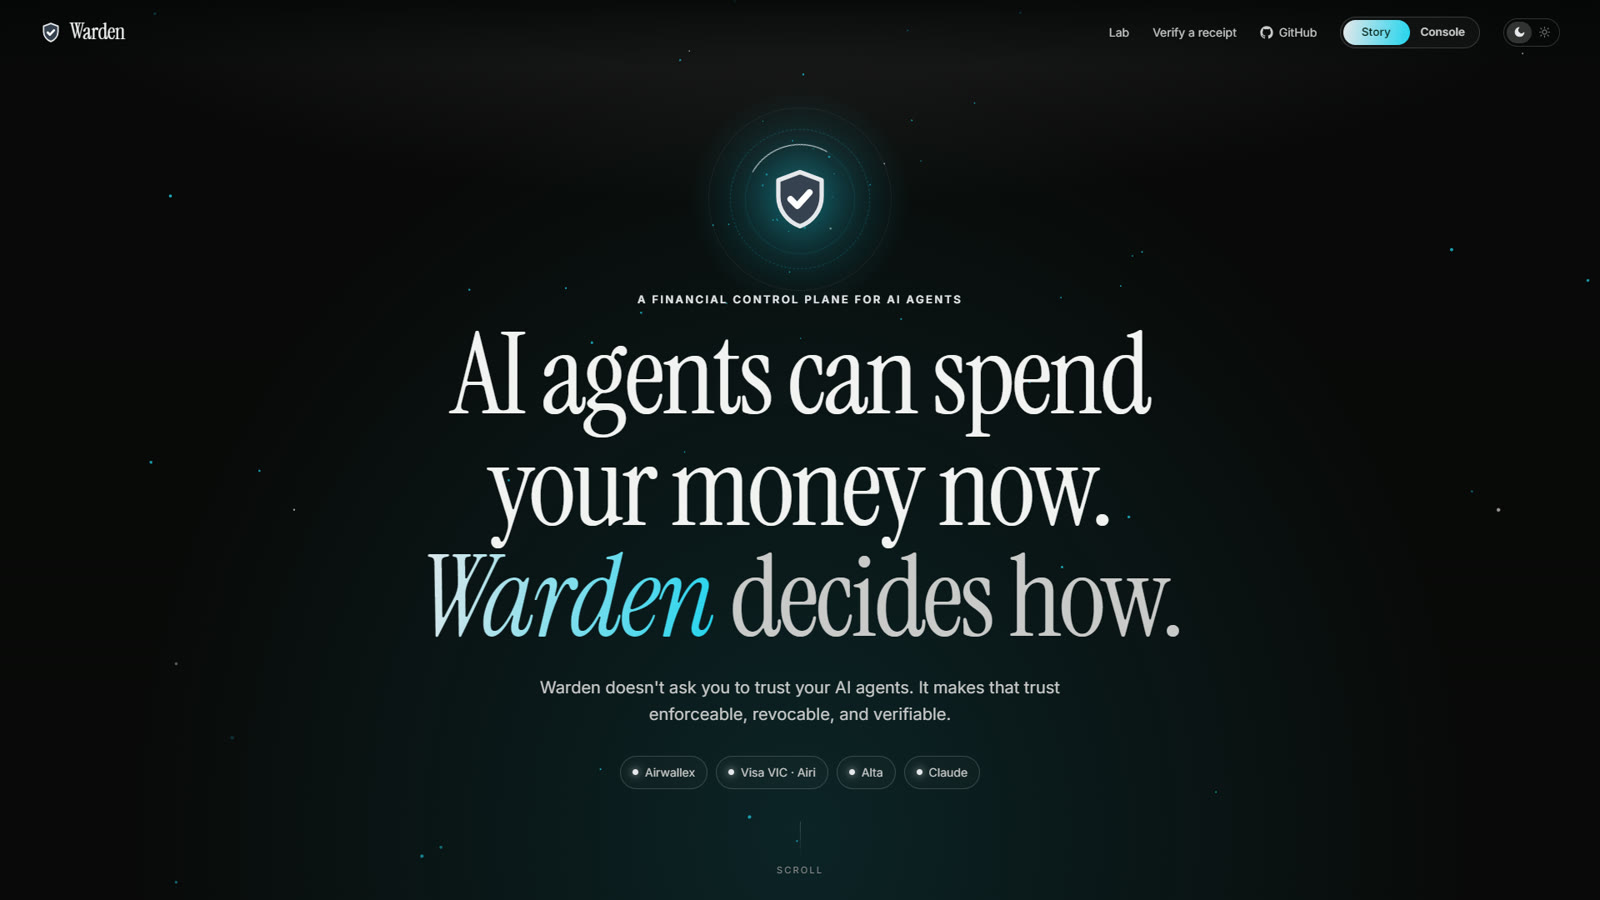 Warden
Lab
Verify a receipt
GitHub
Story
Console
A FINANCIAL CONTROL PLANE FOR AI AGENTS
AI agents can spend
your money now.
Warden decides how.
Warden doesn't ask you to trust your AI agents. It makes that trust
enforceable, revocable, and verifiable.
Airwallex
Visa VIC · Airi
Alta
Claude
SCROLL